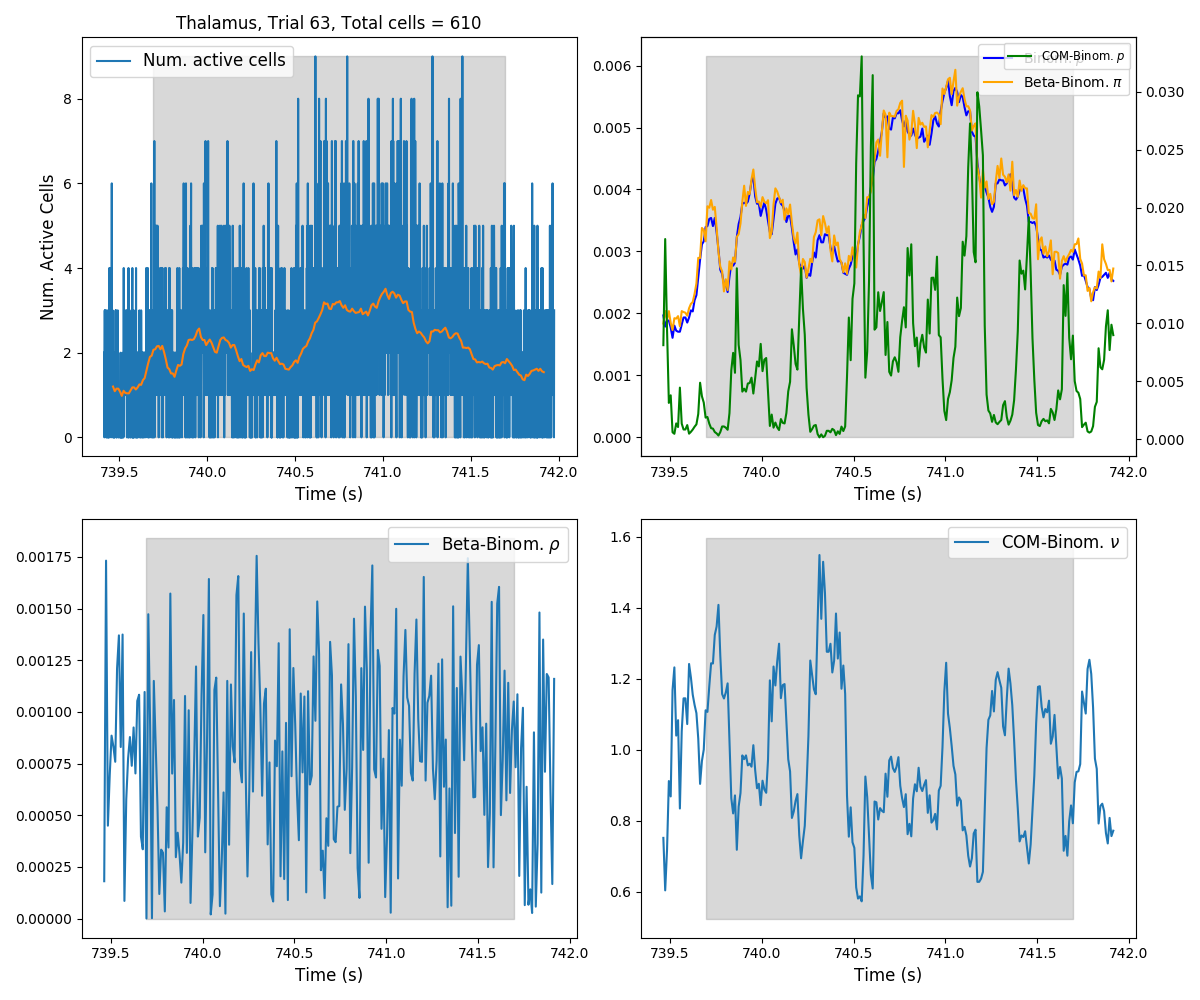 Thalamus, Trial 63, Total cells = 610
Num. active cells
Num. Active Cells
8
6
4
2
0
739.5 740.0 740.5 741.0 741.5 742.0
Time (s)
COM-Binom. p
Beta-Binom. π
0.006
0.005
0.004
0.003
0.002
0.001
0.000
0.030
0.025
0.020
0.015
0.010
0.005
0.000
739.5 740.0 740.5 741.0 741.5 742.0
Time (s)
Beta-Binom. ρ
0.00175
0.00150
0.00125
0.00100
0.00075
0.00050
0.00025
0.00000
739.5 740.0 740.5 741.0 741.5 742.0
Time (s)
COM-Binom. ν
1.6
1.4
1.2
1.0
0.8
0.6
739.5 740.0 740.5 741.0 741.5 742.0
Time (s)